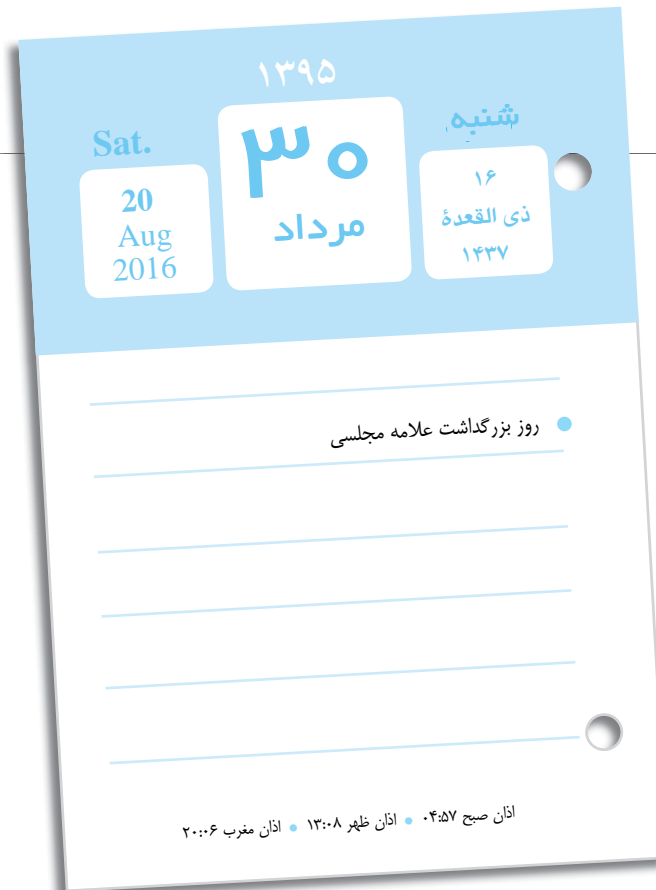 ۱۳۹۵
شنبه
۱۶
ذی القعدة
۱۴۳۷
۳۰
مرداد
Sat.
20
Aug
2016
روز بزرگداشت علامه مجلسی
اذان صبح ۰۴:۵۷ • اذان ظهر ۱۳:۰۸ • اذان مغرب ۲۰:۰۶